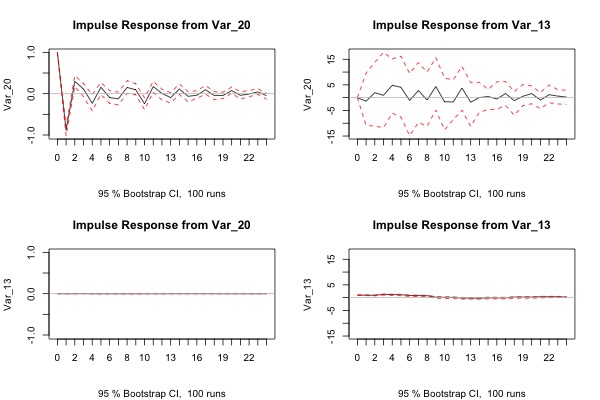 Impulse Response from Var_20
Var_20
1.0
0.0
-1.0
0 2 4 6 8 10 13 16 19 22
95 % Bootstrap CI, 100 runs
Impulse Response from Var_13
15
5
-5
-15
0 2 4 6 8 10 13 16 19 22
95 % Bootstrap CI, 100 runs
Impulse Response from Var_20
Var_13
1.0
0.0
-1.0
0 2 4 6 8 10 13 16 19 22
95 % Bootstrap CI, 100 runs
Impulse Response from Var_13
Var_13
15
5
-5
-15
0 2 4 6 8 10 13 16 19 22
95 % Bootstrap CI, 100 runs